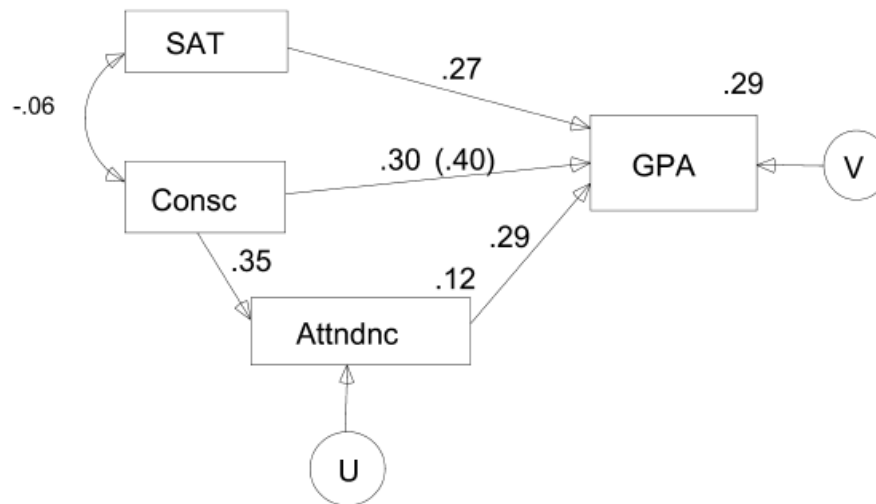 SAT
-.06
.27
.29
.30 (.40)
GPA
V
Consc
.35
.29
.12
Attndnc
U